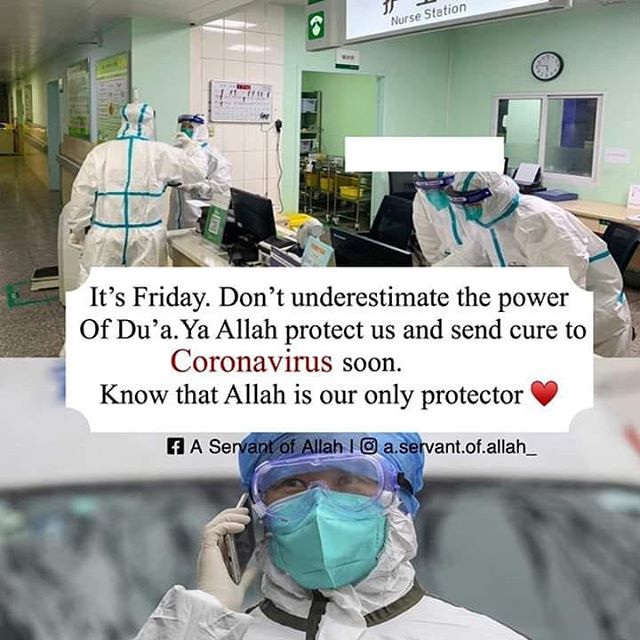 护
Nurse Station
It's Friday. Don't underestimate the power
Of Du'a.Ya Allah protect us and send cure to
Coronavirus soon.
Know that Allah is our only protector ♥️
A Servant of Allah | a.servant.of.allah_